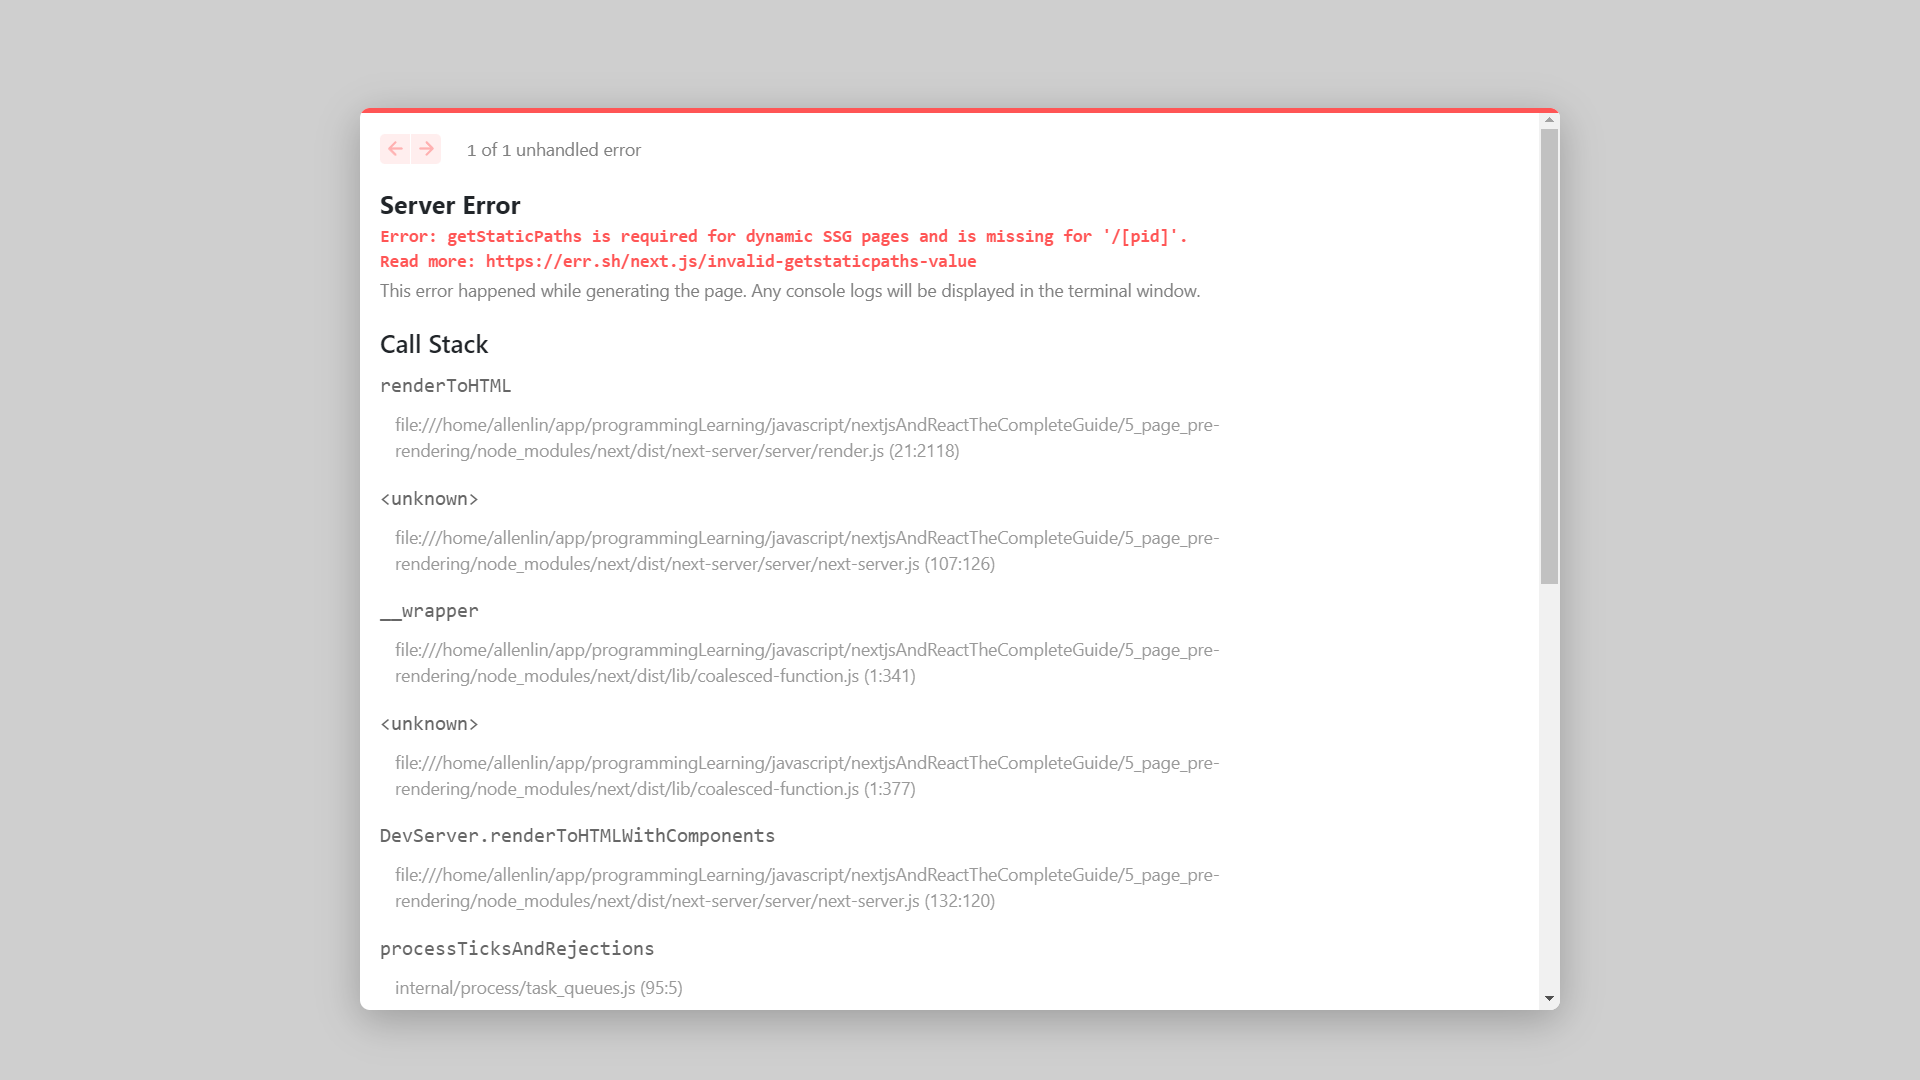 1 of 1 unhandled error
Server Error
Error: getStaticPaths is required for dynamic SSG pages and is missing for '/[pid]'.
Read more: https://err.sh/next.js/invalid-getstaticpaths-value
This error happened while generating the page. Any console logs will be displayed in the terminal window.
Call Stack
renderToHTML
file:///home/allenlin/app/programmingLearning/javascript/nextjsAndReactTheCompleteGuide/5_page_pre-
rendering/node_modules/next/dist/next-server/server/render.js (21:2118)
<unknown>
file:///home/allenlin/app/programmingLearning/javascript/nextjsAndReactTheCompleteGuide/5_page_pre-
rendering/node_modules/next/dist/next-server/server/next-server.js (107:126)
__wrapper
file:///home/allenlin/app/programmingLearning/javascript/nextjsAndReactTheCompleteGuide/5_page_pre-
rendering/node_modules/next/dist/lib/coalesced-function.js (1:341)
<unknown>
file:///home/allenlin/app/programmingLearning/javascript/nextjsAndReactTheCompleteGuide/5_page_pre-
rendering/node_modules/next/dist/lib/coalesced-function.js (1:377)
DevServer.renderToHTMLWithComponents
file:///home/allenlin/app/programmingLearning/javascript/nextjsAndReactTheCompleteGuide/5_page_pre-
rendering/node_modules/next/dist/next-server/server/next-server.js (132:120)
processTicksAndRejections
internal/process/task_queues.js (95:5)